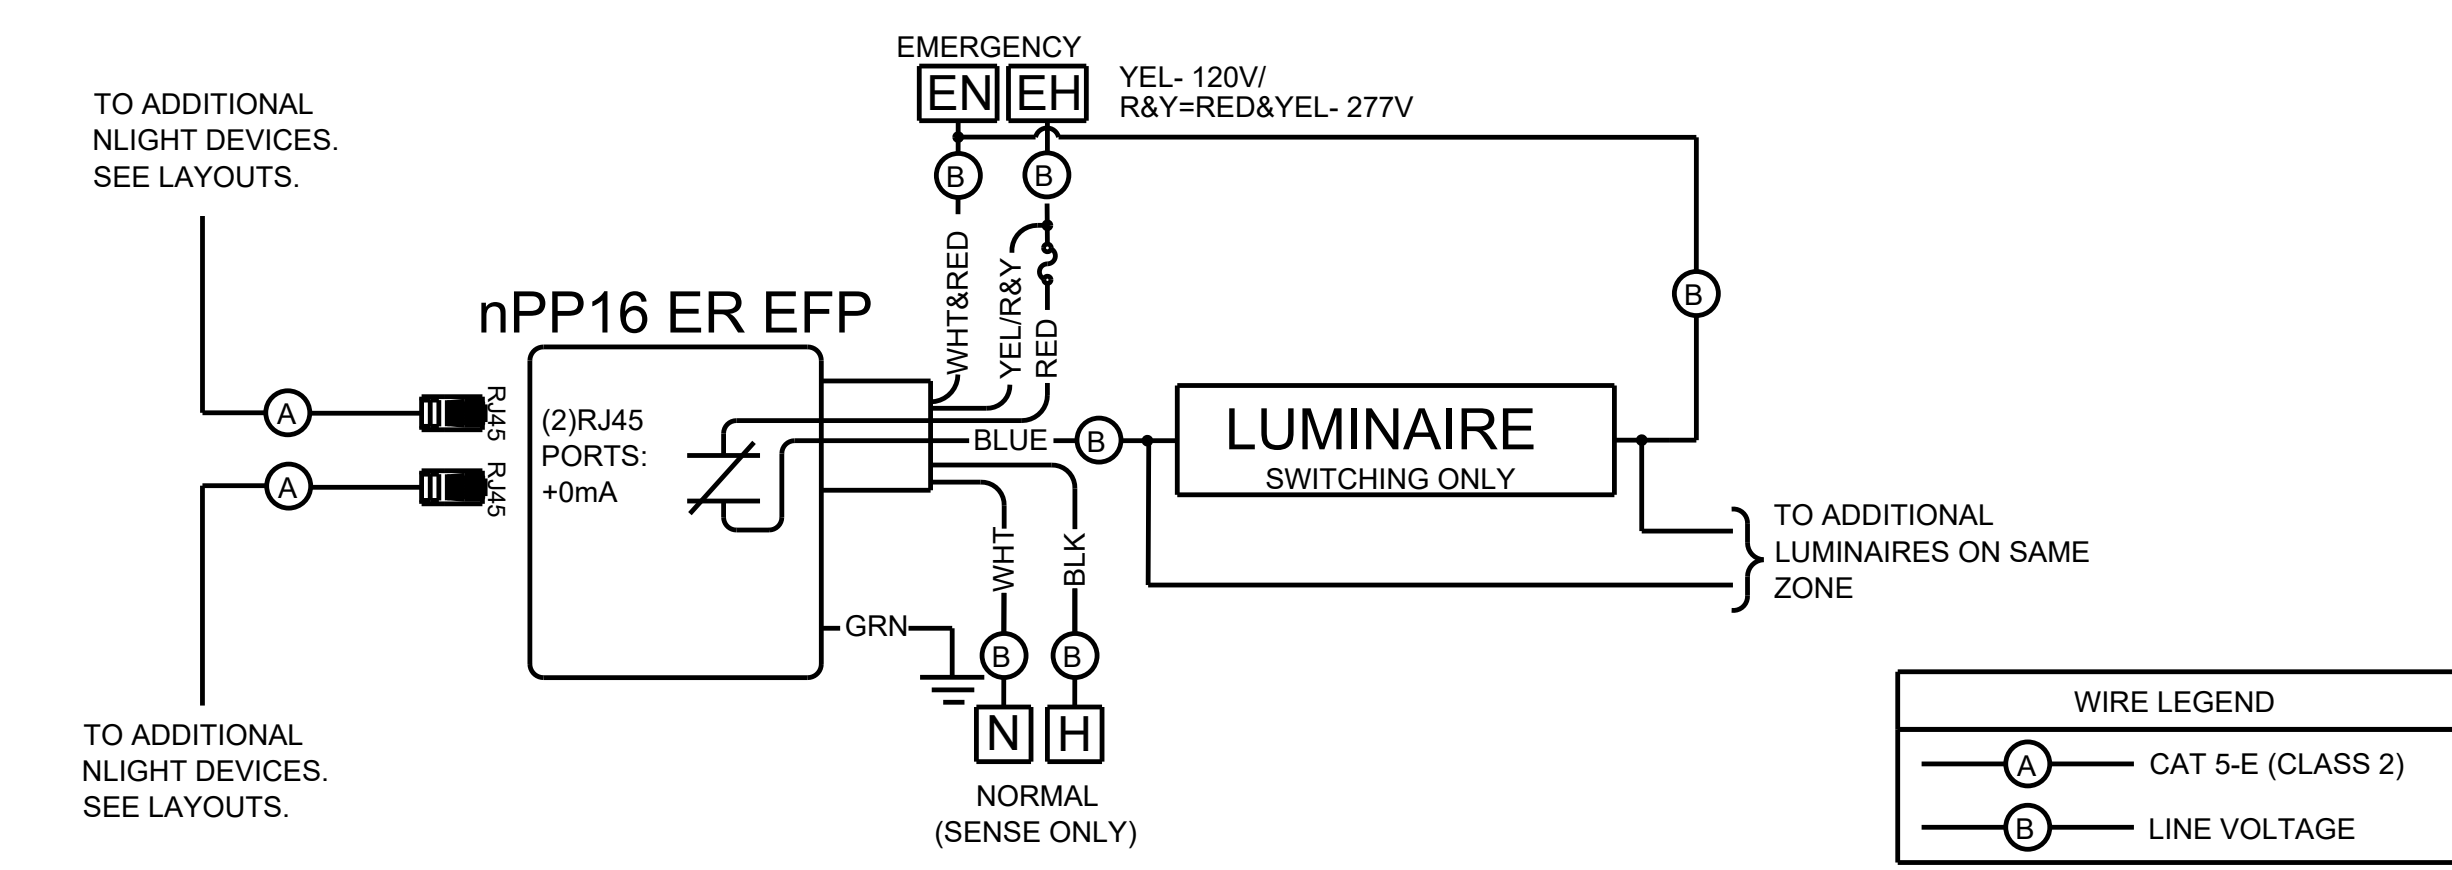 EMERGENCY
EN EH
YEL- 120V/
R&Y=RED&YEL- 277V
TO ADDITIONAL
NLIGHT DEVICES.
SEE LAYOUTS.
B
B
WHT&RED
YEL/R&Y
RED
B
nPP16 ER EFP
A
RJ45
A
RJ45
(2)RJ45
PORTS:
+0mA
BLUE
B
LUMINAIRE
SWITCHING ONLY
TO ADDITIONAL
LUMINAIRES ON SAME
ZONE
WHT
BLK
GRN
B
B
N H
NORMAL
(SENSE ONLY)
TO ADDITIONAL
NLIGHT DEVICES.
SEE LAYOUTS.
WIRE LEGEND
A CAT 5-E (CLASS 2)
B LINE VOLTAGE